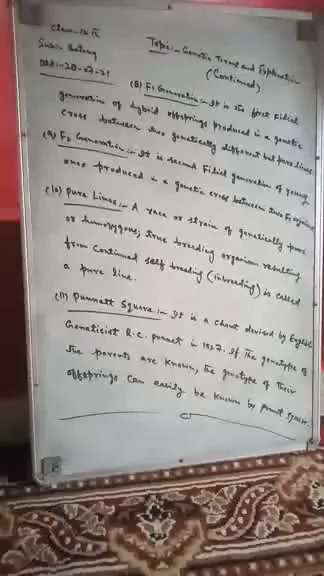 Class-12th
Sub:- Botany
Topic:- Genetic Terms and Explanation
Date:-28-07-21
(Continued)
(8) F1 Generation:- It is the first Filial
generation of hybrid offsprings produced in a genetic
cross between two genetically different but pure lines.
(9) F2 Generation:- It is second Filial generation of young
ones produced in a genetic cross between two F1 organisms
(10) Pure Lines:- A race or strain of genetically pure
or homozygous, true breeding organism resulting
from continued self breeding (inbreeding) is called
a pure line.
(11) Punnett Square:- It is a chart devised by English
Geneticist R.C. punnet in 1927. If the genotype of
the parents are known, the genotype of their
offsprings can easily be known by punnet square.